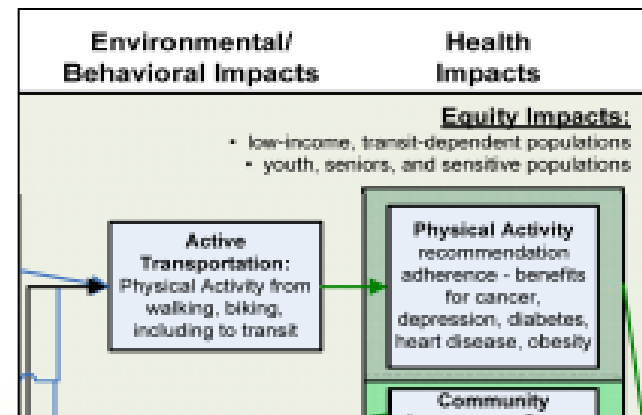 Environmental/
Behavioral Impacts
Health
Impacts
Equity Impacts:
• low-income, transit-dependent populations
• youth, seniors, and sensitive populations
Active
Transportation:
Physical Activity from
walking, biking,
including to transit
Physical Activity
recommendation
adherence - benefits
for cancer,
depression, diabetes,
heart disease, obesity
Community